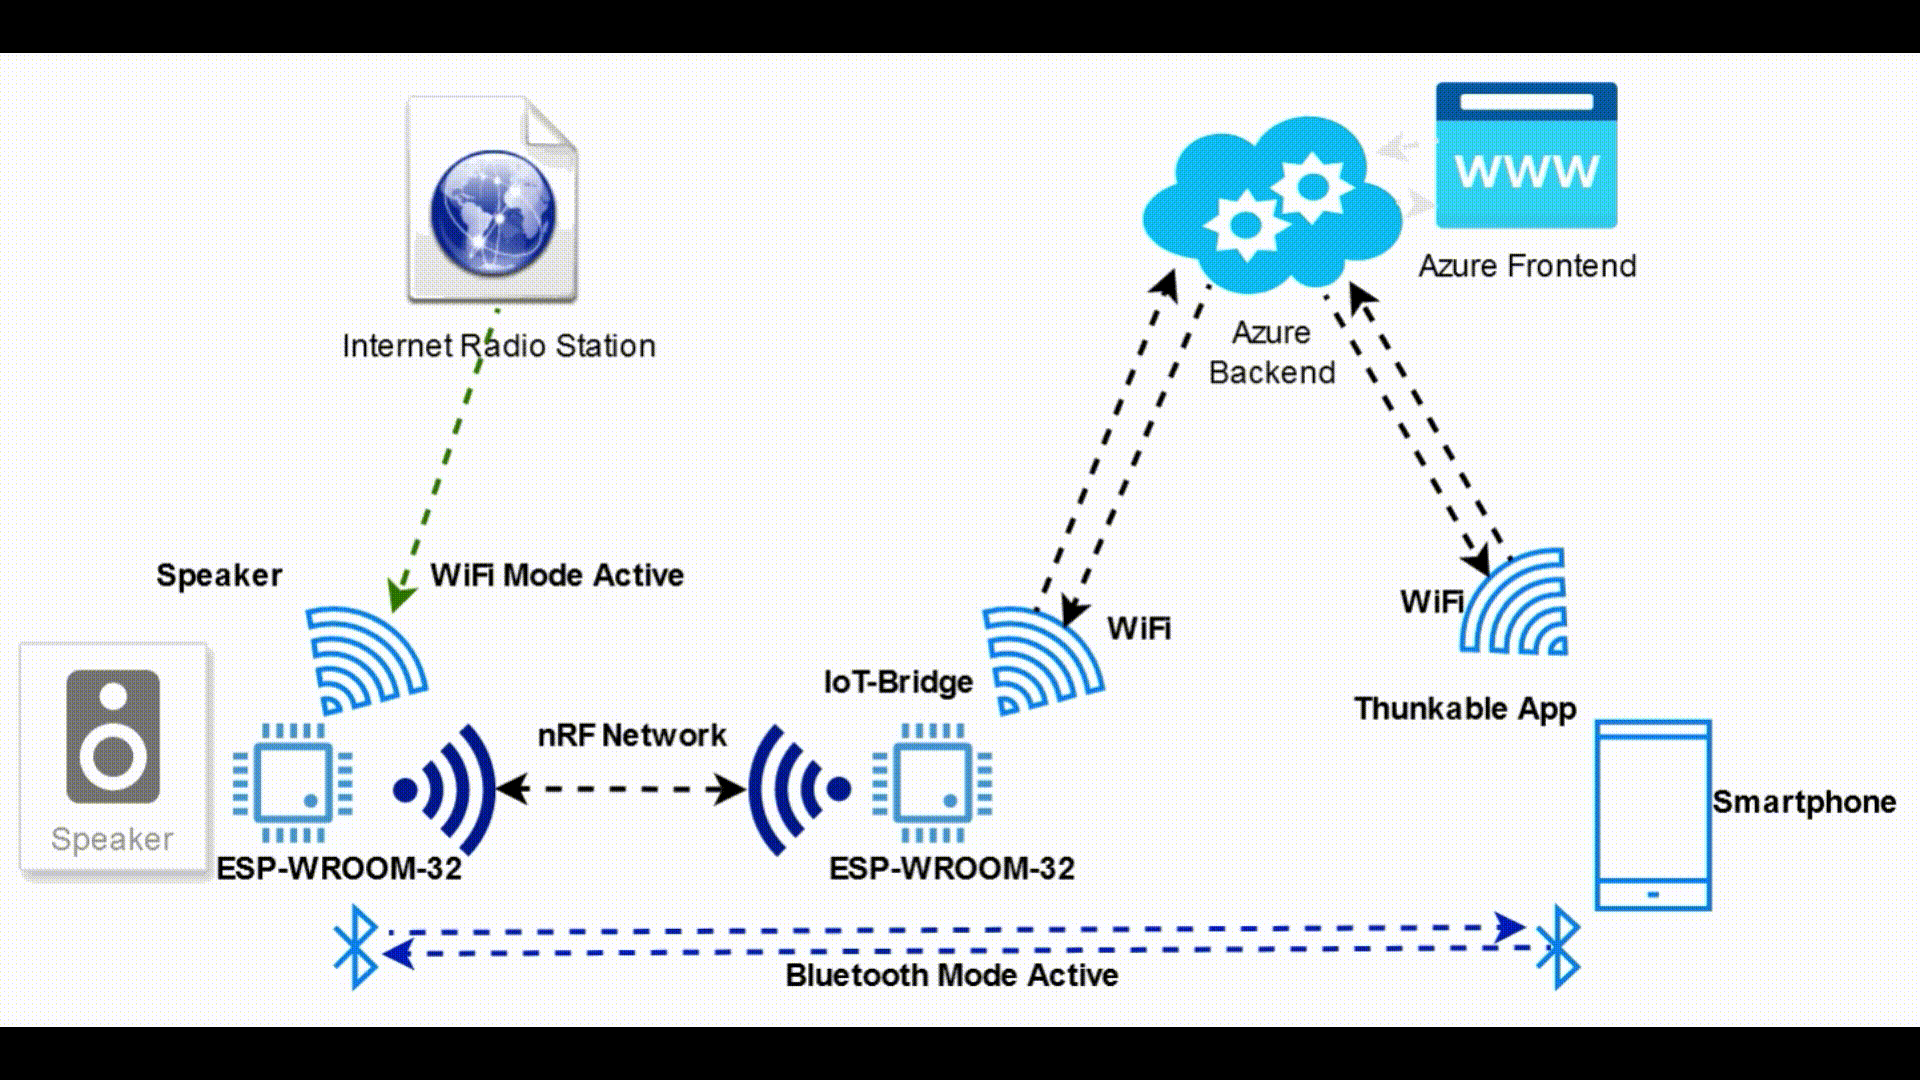 WWW
Azure Frontend
Internet Radio Station
Azure
Backend
Speaker
WiFi Mode Active
WiFi
WiFi
IoT-Bridge
Thunkable App
nRF Network
Smartphone
Speaker
ESP-WROOM-32
ESP-WROOM-32
Bluetooth Mode Active